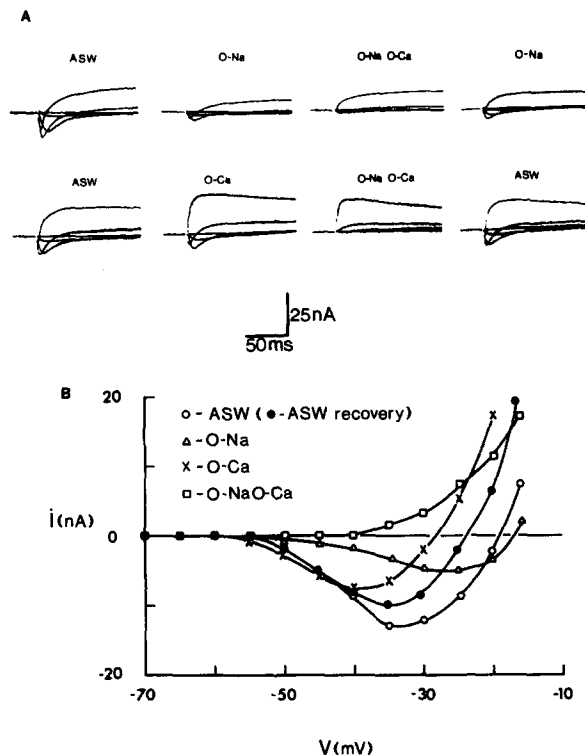 A
ASW
O-Na
O-Na O-Ca
O-Na
ASW
O-Ca
O-Na O-Ca
ASW
25nA
50ms
B
○-ASW (●-ASW recovery)
△-O-Na
×-O-Ca
□-O-NaO-Ca
20
i(nA)
0
-20
-70
-50
-30
-10
V(mV)